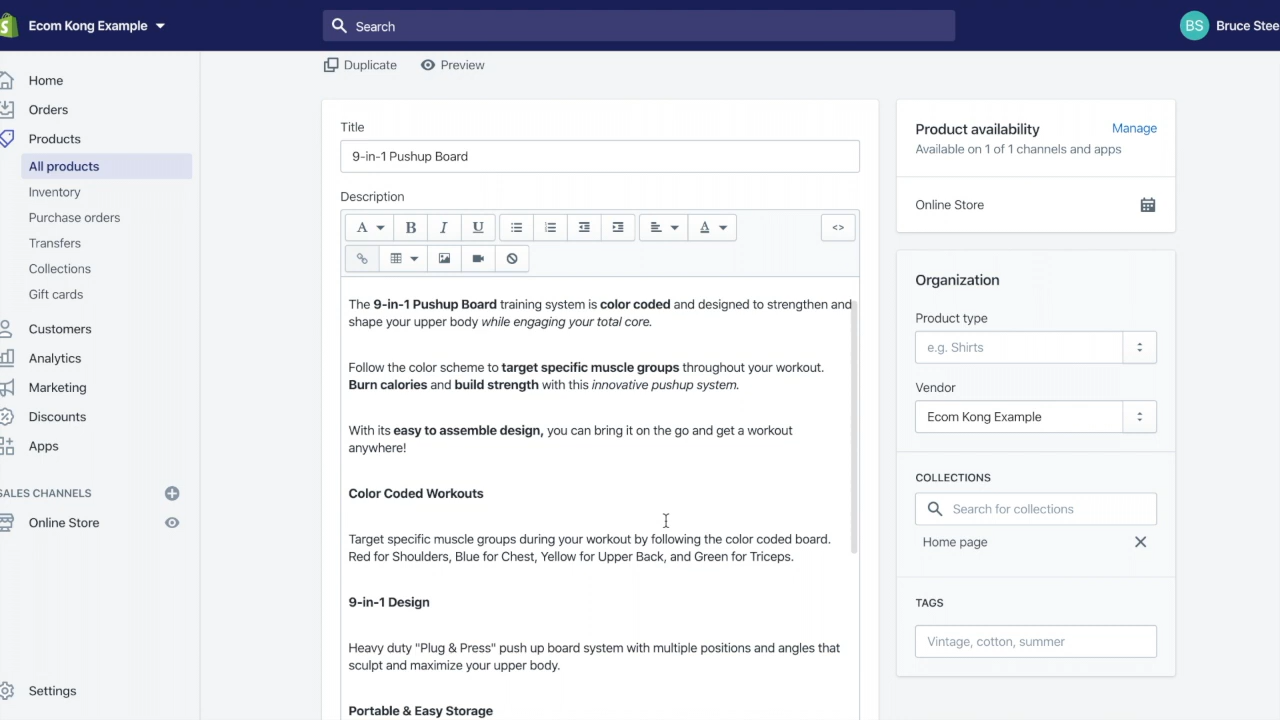 Ecom Kong Example
Search
BS
Bruce Stee
Home
Orders
Products
All products
Inventory
Purchase orders
Transfers
Collections
Gift cards
Customers
Analytics
Marketing
Discounts
Apps
SALES CHANNELS
Online Store
Settings
Duplicate
Preview
Title
9-in-1 Pushup Board
Description
A
B
I
U
A
<>
The 9-in-1 Pushup Board training system is color coded and designed to strengthen and
shape your upper body while engaging your total core.
Follow the color scheme to target specific muscle groups throughout your workout.
Burn calories and build strength with this innovative pushup system.
With its easy to assemble design, you can bring it on the go and get a workout
anywhere!
Color Coded Workouts
Target specific muscle groups during your workout by following the color coded board.
Red for Shoulders, Blue for Chest, Yellow for Upper Back, and Green for Triceps.
9-in-1 Design
Heavy duty "Plug & Press" push up board system with multiple positions and angles that
sculpt and maximize your upper body.
Portable & Easy Storage
Product availability
Manage
Available on 1 of 1 channels and apps
Online Store
Organization
Product type
e.g. Shirts
Vendor
Ecom Kong Example
COLLECTIONS
Search for collections
Home page
TAGS
Vintage, cotton, summer